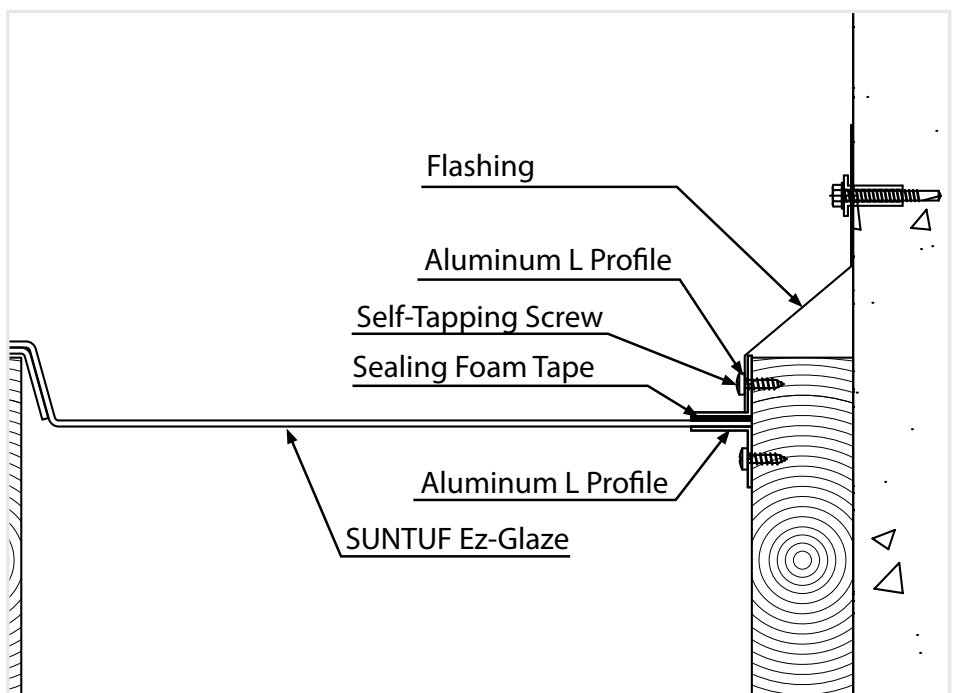 Flashing
Aluminum L Profile
Self-Tapping Screw
Sealing Foam Tape
Aluminum L Profile
SUNTUF Ez-Glaze